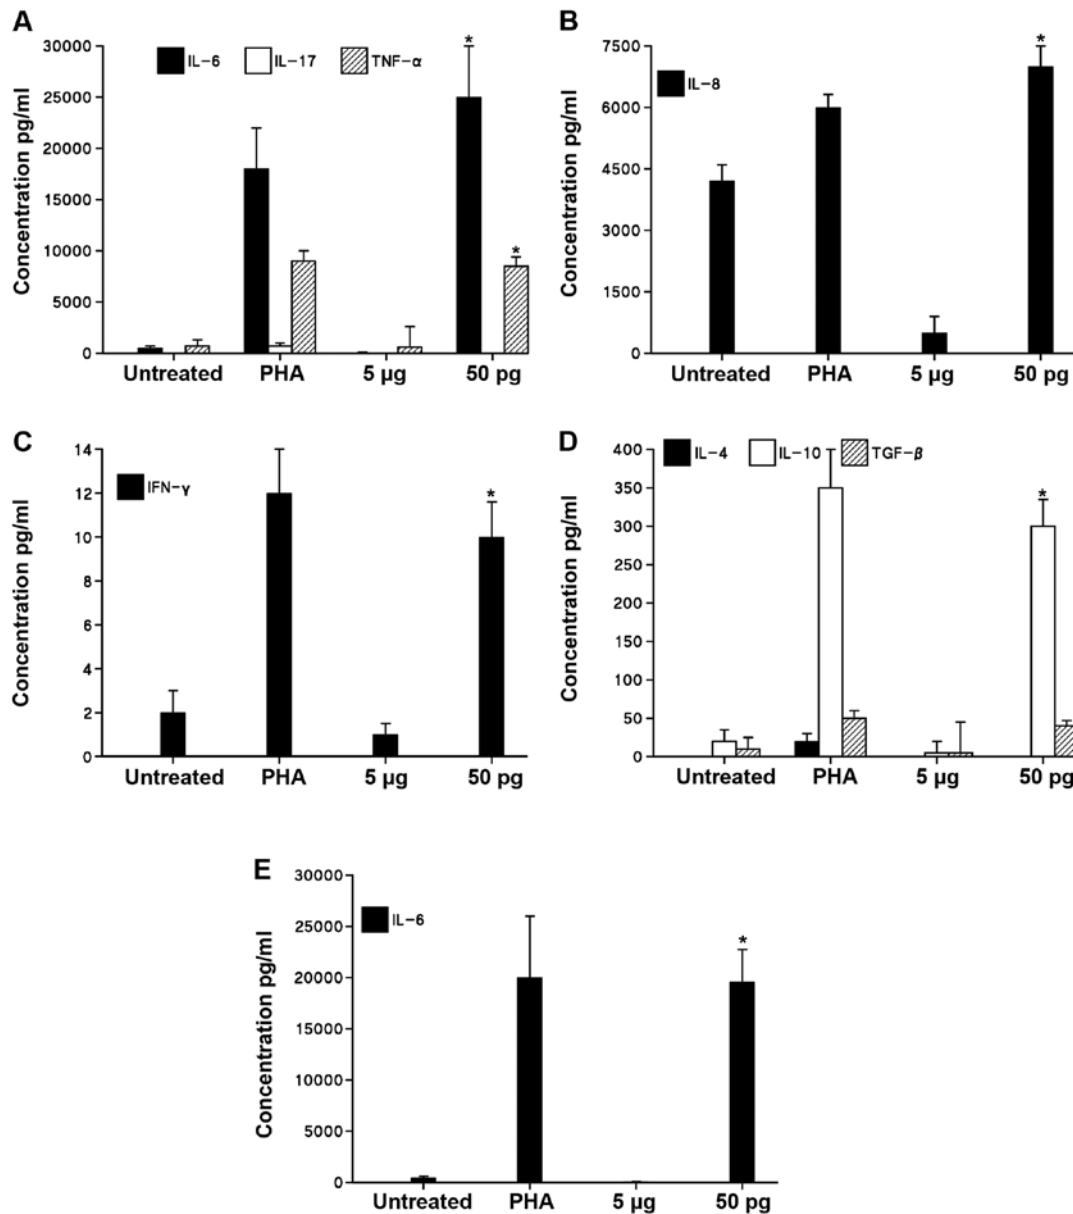 A
Concentration pg/ml
30000
25000
20000
15000
10000
5000
0
IL-6 IL-17 TNF-α
*
*
Untreated PHA 5 µg 50 pg
B
Concentration pg/ml
7500
6000
4500
3000
1500
0
IL-8
*
Untreated PHA 5 µg 50 pg
C
Concentration pg/ml
14
12
10
8
6
4
2
0
IFN-γ
*
Untreated PHA 5 µg 50 pg
D
Concentration pg/ml
400
350
300
250
200
150
100
50
0
IL-4 IL-10 TGF-β
*
Untreated PHA 5 µg 50 pg
E
Concentration pg/ml
30000
25000
20000
15000
10000
5000
0
IL-6
*
Untreated PHA 5 µg 50 pg